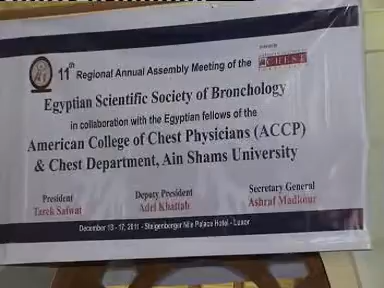 11th Regional Annual Assembly Meeting of the
CHEST
Egyptian Scientific Society of Bronchology
in collaboration with the Egyptian fellows of the
American College of Chest Physicians (ACCP)
& Chest Department, Ain Shams University
President
Tarek Safwat
Deputy President
Adel Khattab
Secretary General
Ashraf Madkour
December 13 - 17, 2011 - Steigenberger Nile Palace Hotel - Luxor